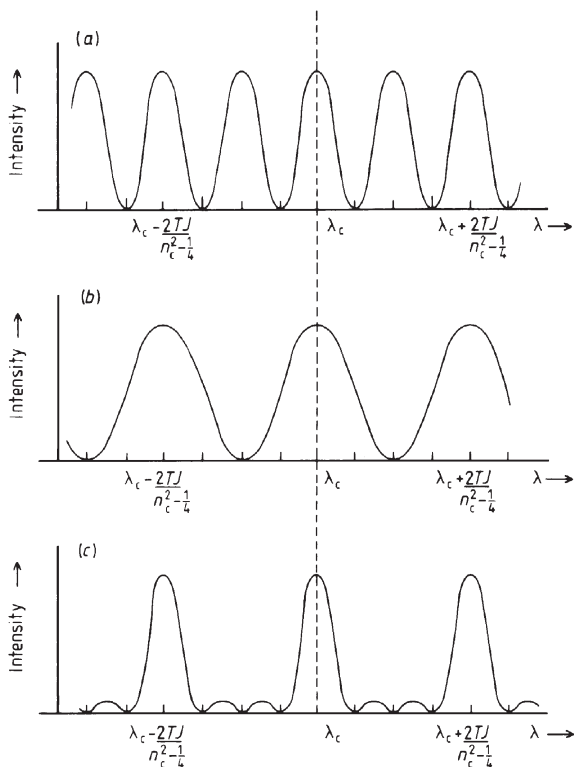 (a)
Intensity →
λc − 2TJ λc λc + 2TJ λ →
nc² − 1/4 nc² − 1/4
(b)
Intensity →
λc − 2TJ λc λc + 2TJ λ →
nc² − 1/4 nc² − 1/4
(c)
Intensity →
λc − 2TJ λc λc + 2TJ λ →
nc² − 1/4 nc² − 1/4